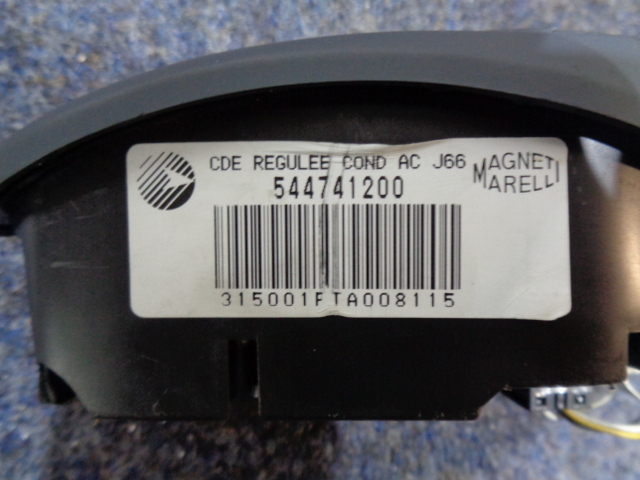 CDE REGULEE COND AC J66
MAGNETI
MARELLI
544741200
315001FTA008115